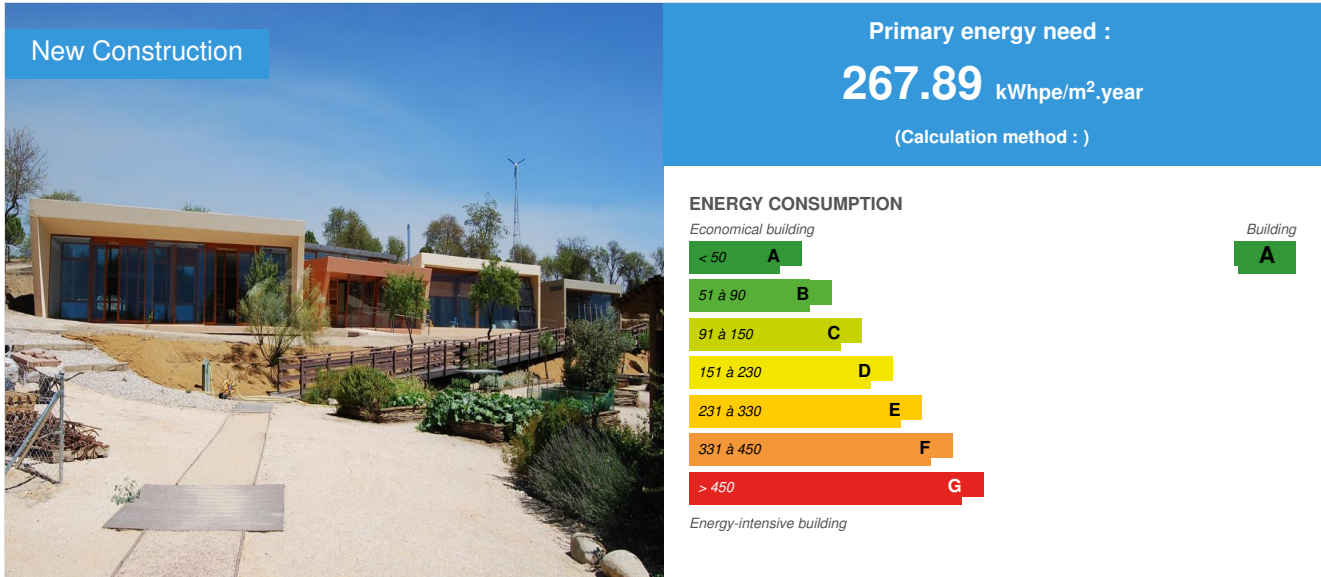 New Construction
Primary energy need :
267.89 kWhpe/m².year
(Calculation method : )
ENERGY CONSUMPTION
Economical building
Building
< 50 A
A
51 à 90 B
91 à 150 C
151 à 230 D
231 à 330 E
331 à 450 F
> 450 G
Energy-intensive building